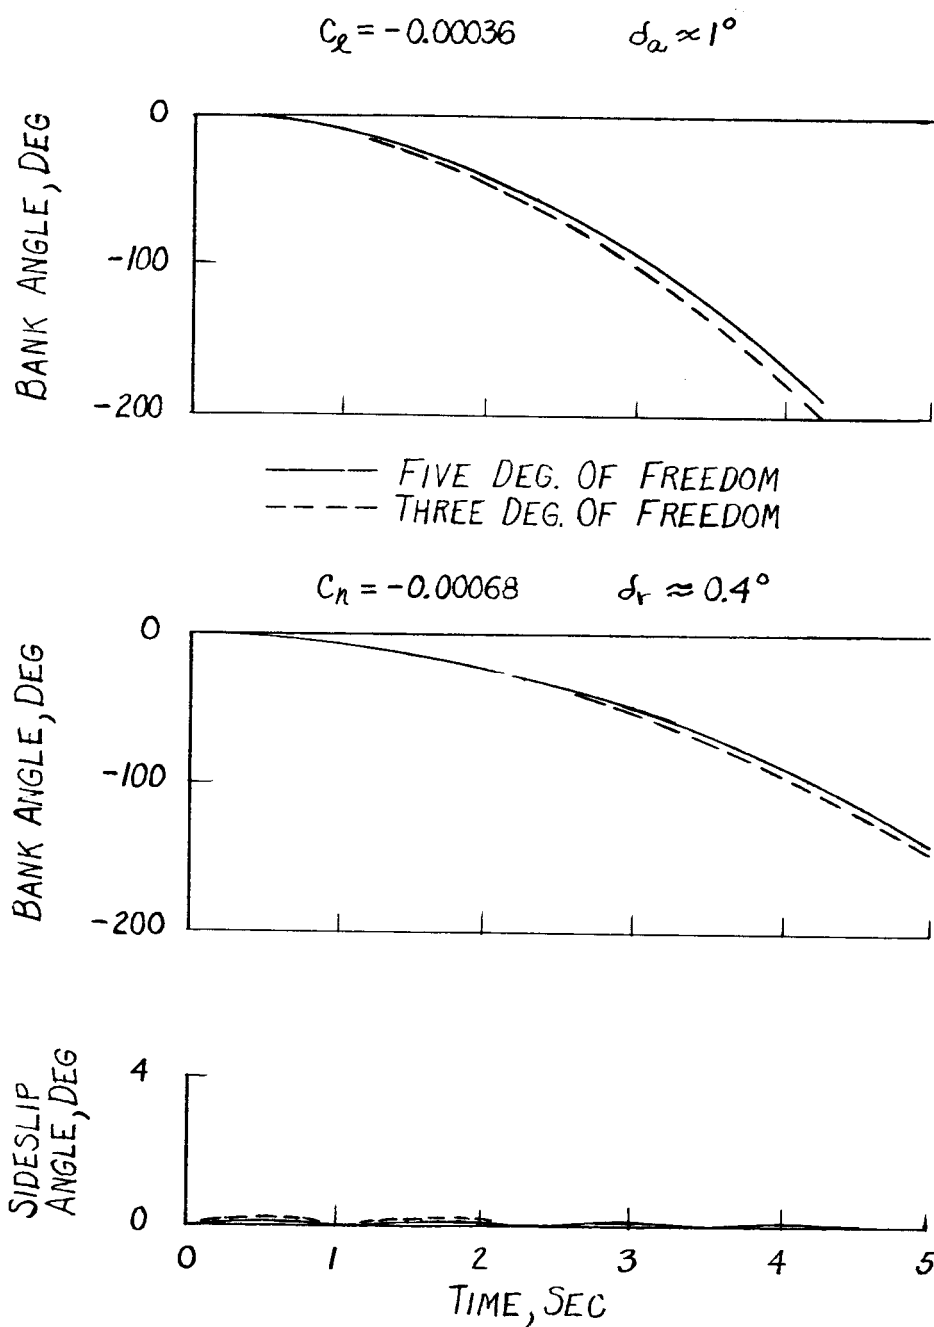 Cℓ = -0.00036 δa ≈ 1°
0
-100
-200
BANK ANGLE, DEG
FIVE DEG. OF FREEDOM
THREE DEG. OF FREEDOM
Cn = -0.00068 δr ≈ 0.4°
0
-100
-200
BANK ANGLE, DEG
4
0
SIDESLIP
ANGLE, DEG
0 1 2 3 4 5
TIME, SEC